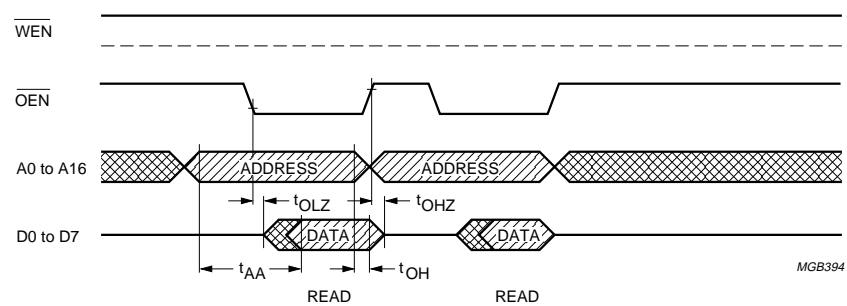 WEN
OEN
A0 to A16 ADDRESS ADDRESS
tOLZ tOHZ
D0 to D7 DATA DATA
tAA tOH
MGB394
READ READ